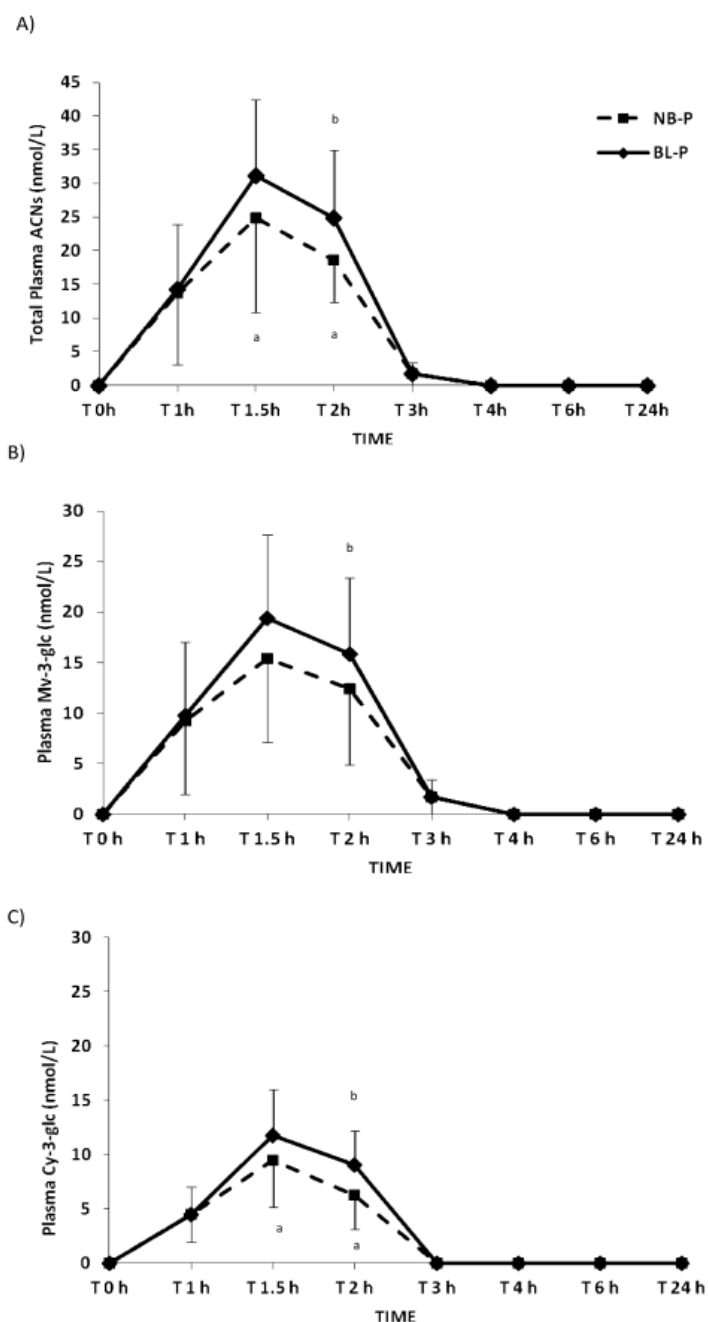 A)
Total Plasma ACNs (nmol/L)
45
40
35
30
25
20
15
10
5
0
b
a
a
NB-P
BL-P
T 0h T 1h T 1.5h T 2h T 3h T 4h T 6h T 24h
TIME
B)
Plasma Mv-3-glc (nmol/L)
30
25
20
15
10
5
0
b
T 0 h T 1 h T 1.5 h T 2 h T 3 h T 4 h T 6 h T 24 h
TIME
C)
Plasma Cy-3-glc (nmol/L)
30
25
20
15
10
5
0
b
a
a
T 0 h T 1 h T 1.5 h T 2 h T 3 h T 4 h T 6 h T 24 h
TIME